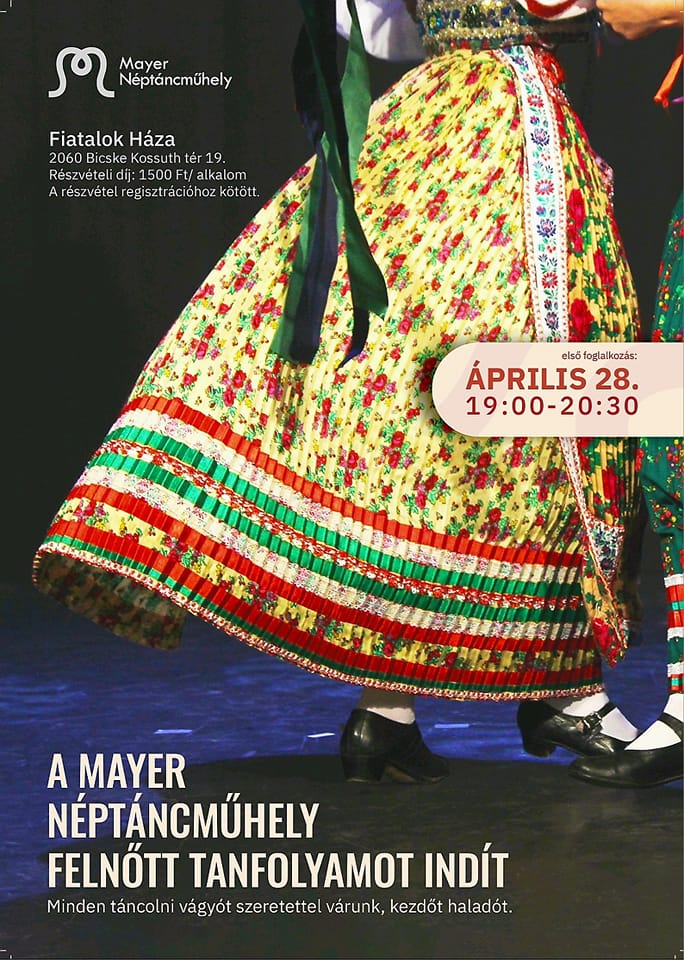 Mayer
Néptáncműhely
Fiatalok Háza
2060 Bicske Kossuth tér 19.
Részvételi díj: 1500 Ft/ alkalom
A részvétel regisztrációhoz kötött.
első foglalkozás:
ÁPRILIS 28.
19:00-20:30
A MAYER
NÉPTÁNCMŰHELY
FELNŐTT TANFOLYAMOT INDÍT
Minden táncolni vágyót szeretettel várunk, kezdőt haladót.